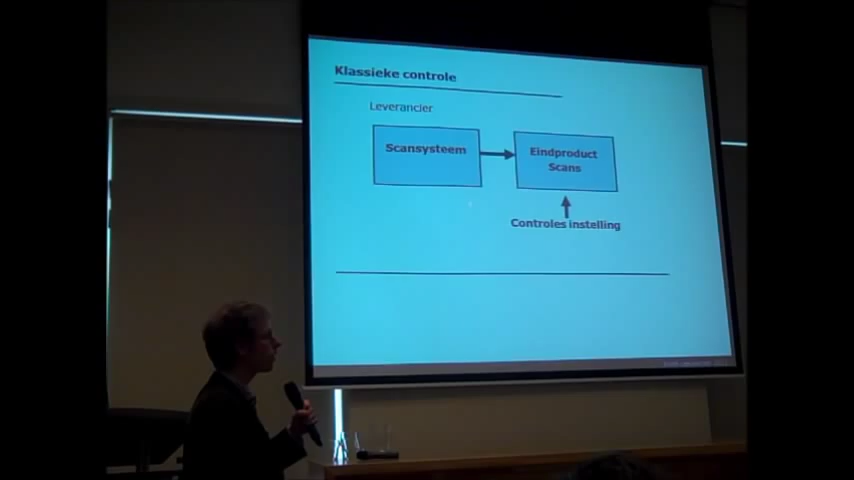 Klassieke controle
Leverancier
Scansysteem
Eindproduct
Scans
Controles instelling